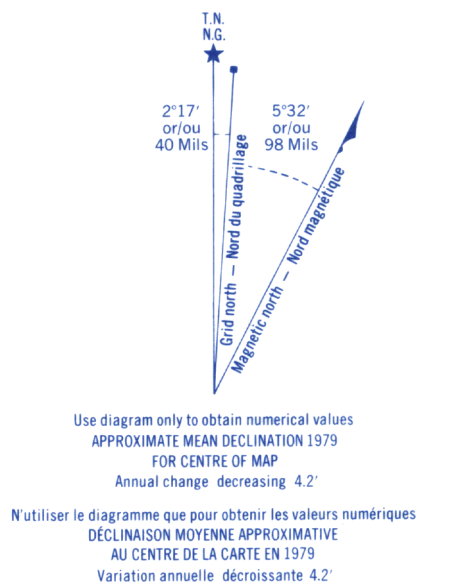 T.N.
N.G.
2°17′
or/ou
40 Mils
5°32′
or/ou
98 Mils
Grid north — Nord du quadrillage
Magnetic north — Nord magnétique
Use diagram only to obtain numerical values
APPROXIMATE MEAN DECLINATION 1979
FOR CENTRE OF MAP
Annual change decreasing 4.2′
N'utiliser le diagramme que pour obtenir les valeurs numériques
DÉCLINAISON MOYENNE APPROXIMATIVE
AU CENTRE DE LA CARTE EN 1979
Variation annuelle décroissante 4.2′